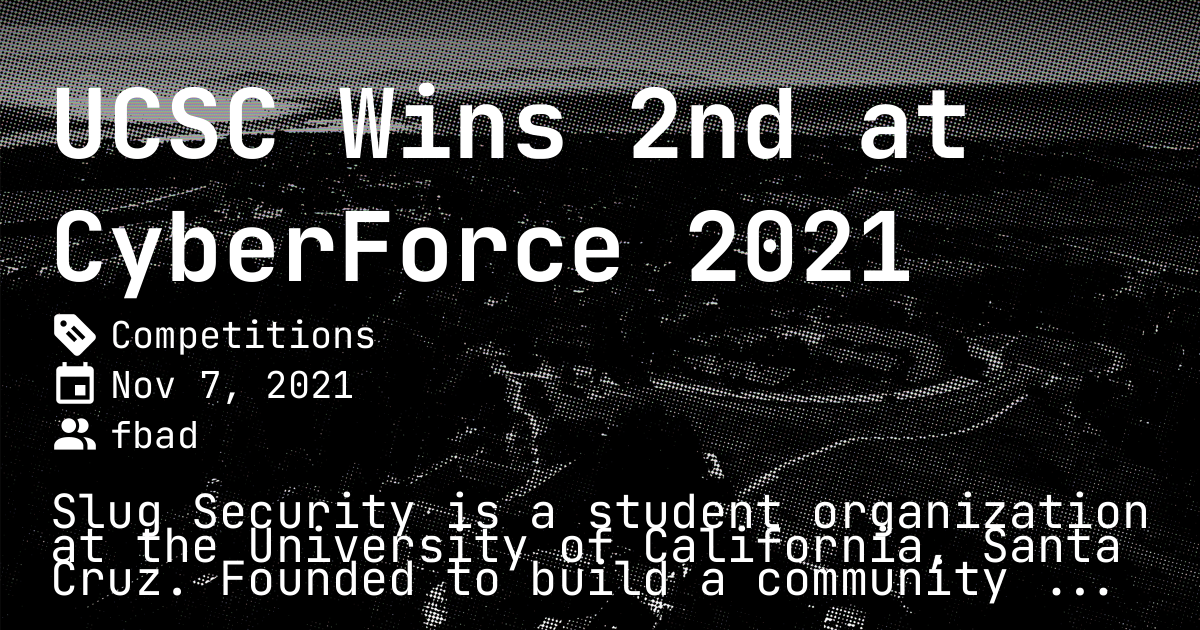 UCSC Wins 2nd at
CyberForce 2021
Competitions
Nov 7, 2021
fbad
Slug Security is a student organization
at the University of California, Santa
Cruz. Founded to build a community ...